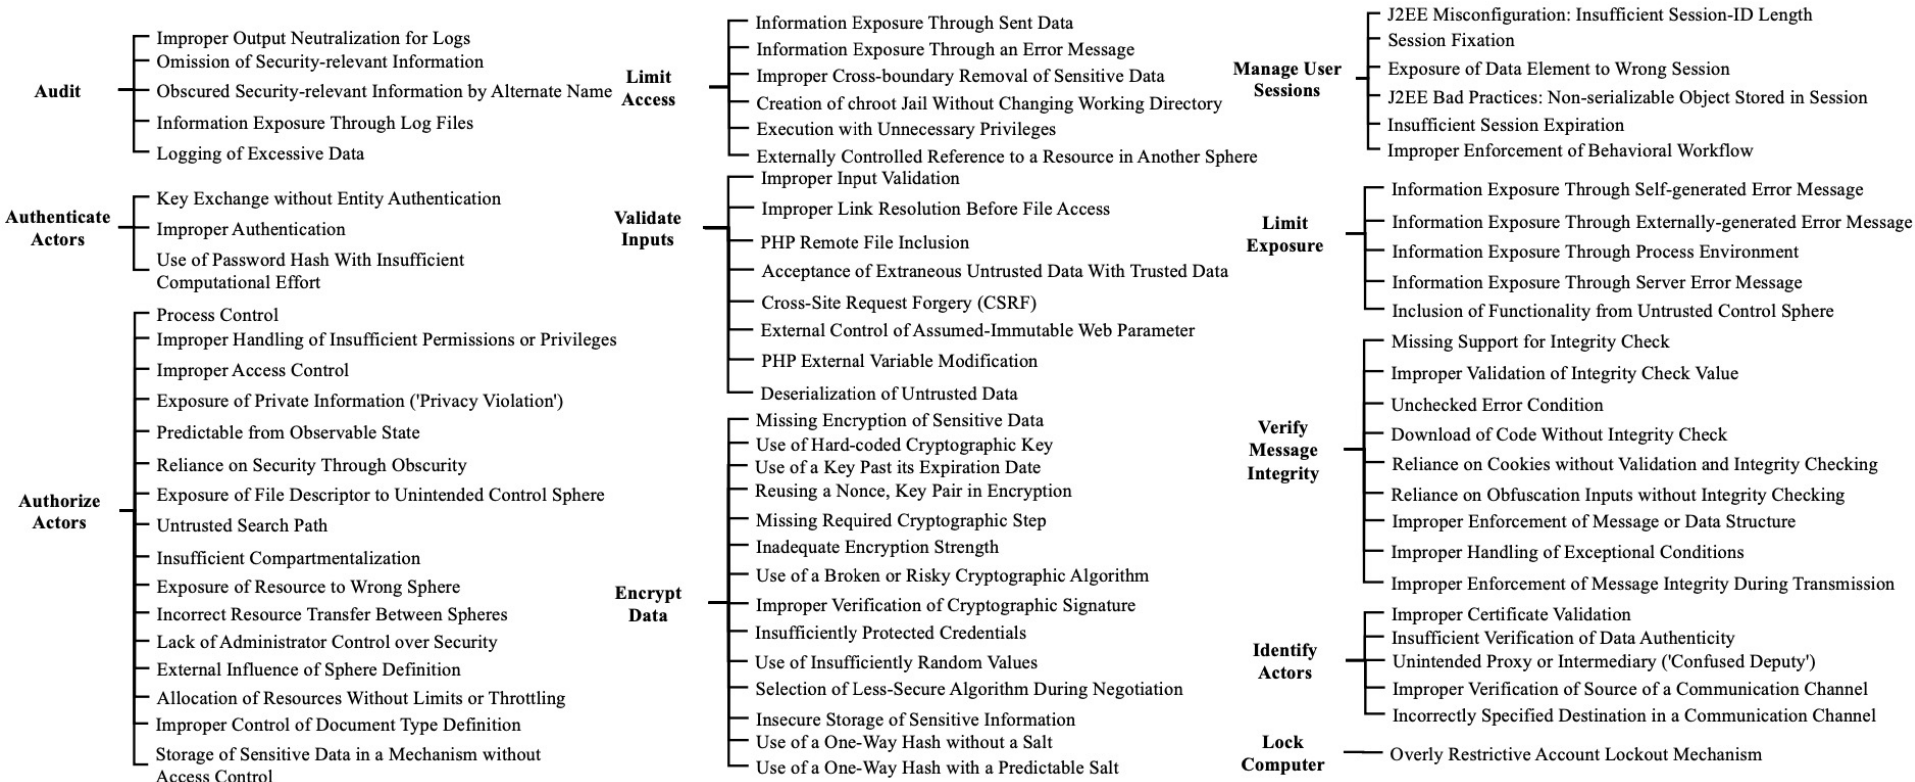 Audit
Improper Output Neutralization for Logs
Omission of Security-relevant Information
Obscured Security-relevant Information by Alternate Name
Information Exposure Through Log Files
Logging of Excessive Data
Authenticate
Actors
Key Exchange without Entity Authentication
Improper Authentication
Use of Password Hash With Insufficient
Computational Effort
Authorize
Actors
Process Control
Improper Handling of Insufficient Permissions or Privileges
Improper Access Control
Exposure of Private Information ('Privacy Violation')
Predictable from Observable State
Reliance on Security Through Obscurity
Exposure of File Descriptor to Unintended Control Sphere
Untrusted Search Path
Insufficient Compartmentalization
Exposure of Resource to Wrong Sphere
Incorrect Resource Transfer Between Spheres
Lack of Administrator Control over Security
External Influence of Sphere Definition
Allocation of Resources Without Limits or Throttling
Improper Control of Document Type Definition
Storage of Sensitive Data in a Mechanism without
Access Control
Limit
Access
Information Exposure Through Sent Data
Information Exposure Through an Error Message
Improper Cross-boundary Removal of Sensitive Data
Creation of chroot Jail Without Changing Working Directory
Execution with Unnecessary Privileges
Externally Controlled Reference to a Resource in Another Sphere
Validate
Inputs
Improper Input Validation
Improper Link Resolution Before File Access
PHP Remote File Inclusion
Acceptance of Extraneous Untrusted Data With Trusted Data
Cross-Site Request Forgery (CSRF)
External Control of Assumed-Immutable Web Parameter
PHP External Variable Modification
Deserialization of Untrusted Data
Encrypt
Data
Missing Encryption of Sensitive Data
Use of Hard-coded Cryptographic Key
Use of a Key Past its Expiration Date
Reusing a Nonce, Key Pair in Encryption
Missing Required Cryptographic Step
Inadequate Encryption Strength
Use of a Broken or Risky Cryptographic Algorithm
Improper Verification of Cryptographic Signature
Insufficiently Protected Credentials
Use of Insufficiently Random Values
Selection of Less-Secure Algorithm During Negotiation
Insecure Storage of Sensitive Information
Use of a One-Way Hash without a Salt
Use of a One-Way Hash with a Predictable Salt
Manage User
Sessions
J2EE Misconfiguration: Insufficient Session-ID Length
Session Fixation
Exposure of Data Element to Wrong Session
J2EE Bad Practices: Non-serializable Object Stored in Session
Insufficient Session Expiration
Improper Enforcement of Behavioral Workflow
Limit
Exposure
Information Exposure Through Self-generated Error Message
Information Exposure Through Externally-generated Error Message
Information Exposure Through Process Environment
Information Exposure Through Server Error Message
Inclusion of Functionality from Untrusted Control Sphere
Verify
Message
Integrity
Missing Support for Integrity Check
Improper Validation of Integrity Check Value
Unchecked Error Condition
Download of Code Without Integrity Check
Reliance on Cookies without Validation and Integrity Checking
Reliance on Obfuscation Inputs without Integrity Checking
Improper Enforcement of Message or Data Structure
Improper Handling of Exceptional Conditions
Improper Enforcement of Message Integrity During Transmission
Identify
Actors
Improper Certificate Validation
Insufficient Verification of Data Authenticity
Unintended Proxy or Intermediary ('Confused Deputy')
Improper Verification of Source of a Communication Channel
Incorrectly Specified Destination in a Communication Channel
Lock
Computer
Overly Restrictive Account Lockout Mechanism